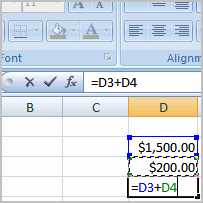 Font
Alignm
=D3+D4
B C D
$1,500.00
$200.00
=D3+D4